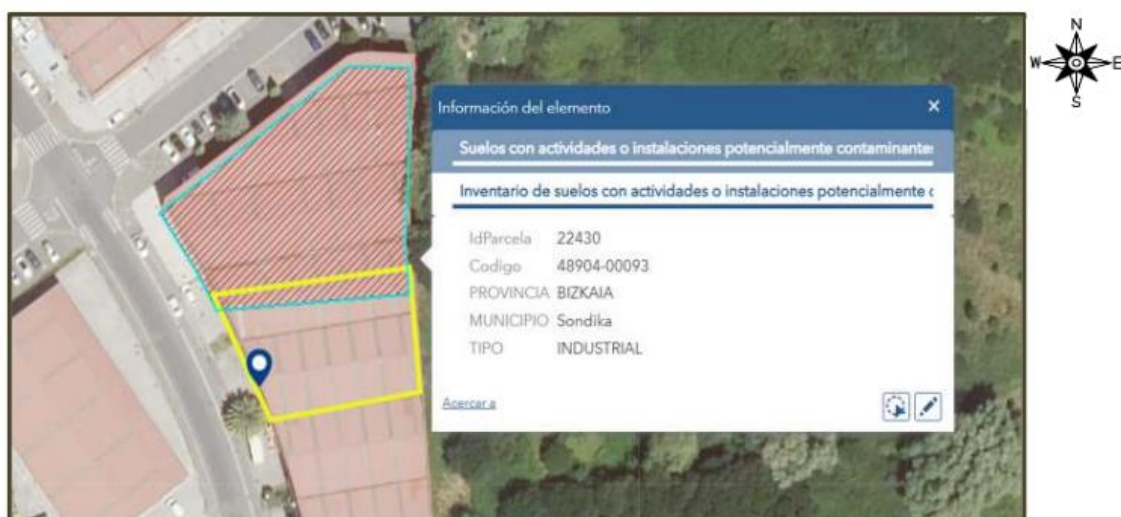 N
W E
S
Información del elemento ×
Suelos con actividades o instalaciones potencialmente contaminantes
Inventario de suelos con actividades o instalaciones potencialmente c
IdParcela 22430
Codigo 48904-00093
PROVINCIA BIZKAIA
MUNICIPIO Sondika
TIPO INDUSTRIAL
Acercar a